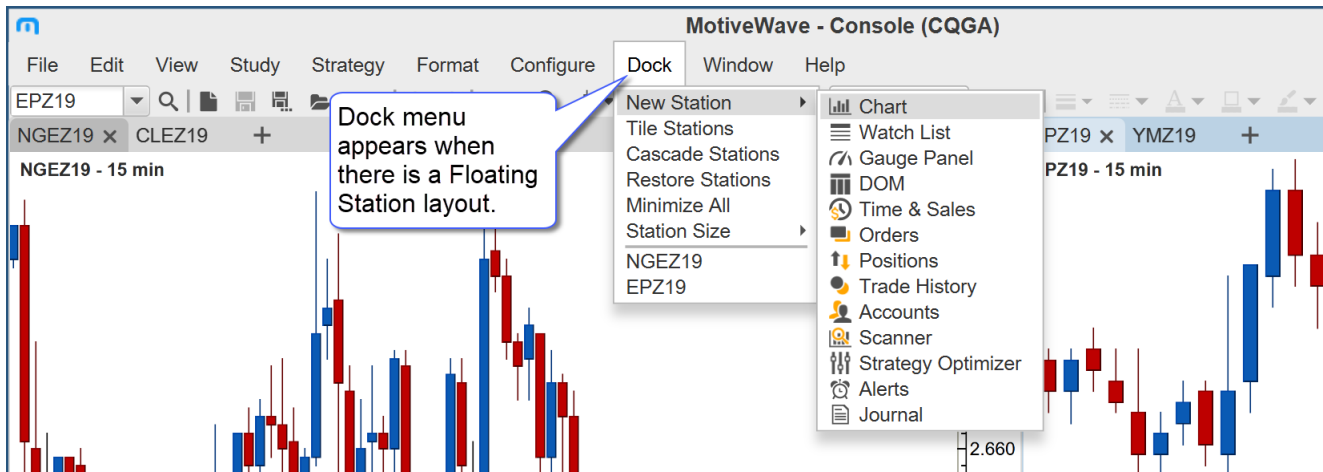 MotiveWave - Console (CQGA)
File Edit View Study Strategy Format Configure Dock Window Help
EPZ19
NGEZ19 CLEZ19 +
NGEZ19 - 15 min
Dock menu
appears when
there is a Floating
Station layout.
New Station
Tile Stations
Cascade Stations
Restore Stations
Minimize All
Station Size
NGEZ19
EPZ19
Chart
Watch List
Gauge Panel
DOM
Time & Sales
Orders
Positions
Trade History
Accounts
Scanner
Strategy Optimizer
Alerts
Journal
PZ19 YMZ19 +
PZ19 - 15 min
2.660